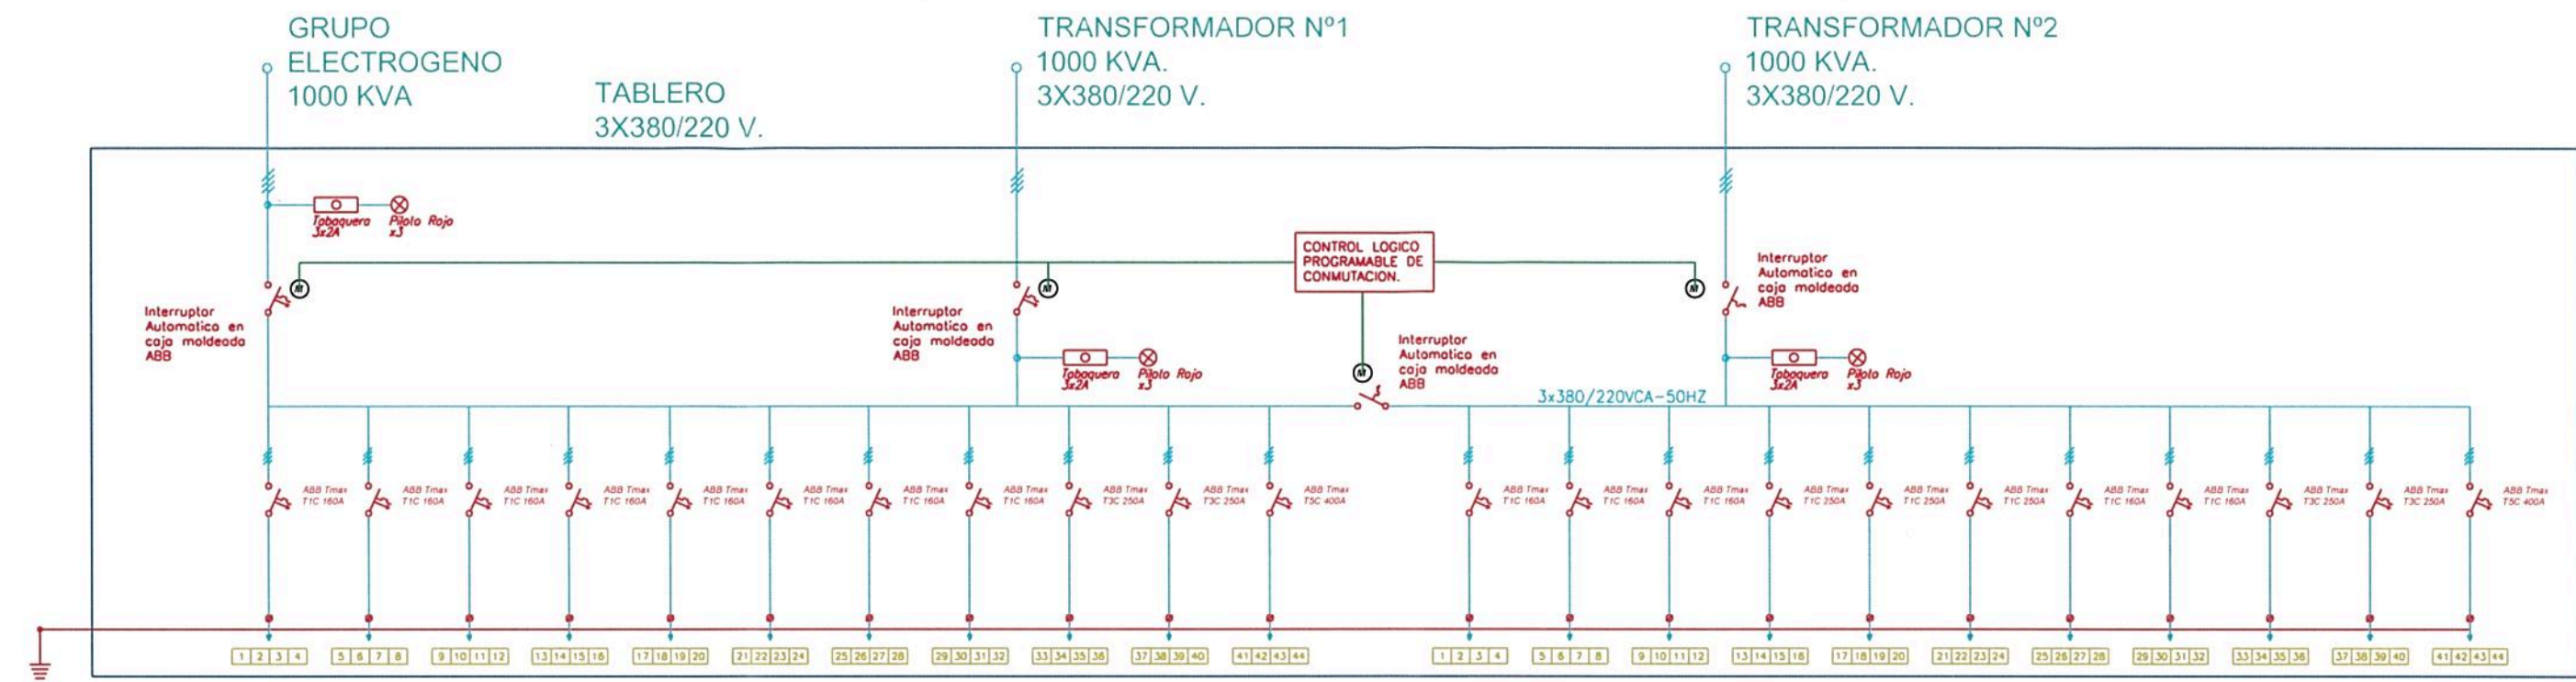 GRUPO
ELECTROGENO
1000 KVA
TABLERO
3X380/220 V.
TRANSFORMADOR Nº1
1000 KVA.
3X380/220 V.
TRANSFORMADOR Nº2
1000 KVA.
3X380/220 V.
Tabaquera
3x2A
Piloto Rojo
x3
CONTROL LOGICO
PROGRAMABLE DE
CONMUTACION.
Interruptor
Automatico en
caja moldeada
ABB
M
M
M
Interruptor
Automatico en
caja moldeada
ABB
Interruptor
Automatico en
caja moldeada
ABB
Interruptor
Automatico en
caja moldeada
ABB
M
Tabaquera
3x2A
Piloto Rojo
x3
Tabaquera
3x2A
Piloto Rojo
x3
3x380/220VCA-50HZ
ABB Tmax
T1C 160A
ABB Tmax
T1C 160A
ABB Tmax
T1C 160A
ABB Tmax
T1C 160A
ABB Tmax
T1C 160A
ABB Tmax
T1C 160A
ABB Tmax
T1C 160A
ABB Tmax
T1C 160A
ABB Tmax
T3C 250A
ABB Tmax
T3C 250A
ABB Tmax
T5C 400A
ABB Tmax
T1C 160A
ABB Tmax
T1C 160A
ABB Tmax
T1C 160A
ABB Tmax
T1C 250A
ABB Tmax
T1C 250A
ABB Tmax
T1C 250A
ABB Tmax
T1C 160A
ABB Tmax
T1C 160A
ABB Tmax
T3C 250A
ABB Tmax
T3C 250A
ABB Tmax
T5C 400A
1 2 3 4
5 6 7 8
9 10 11 12
13 14 15 16
17 18 19 20
21 22 23 24
25 26 27 28
29 30 31 32
33 34 35 36
37 38 39 40
41 42 43 44
1 2 3 4
5 6 7 8
9 10 11 12
13 14 15 16
17 18 19 20
21 22 23 24
25 26 27 28
29 30 31 32
33 34 35 36
37 38 39 40
41 42 43 44